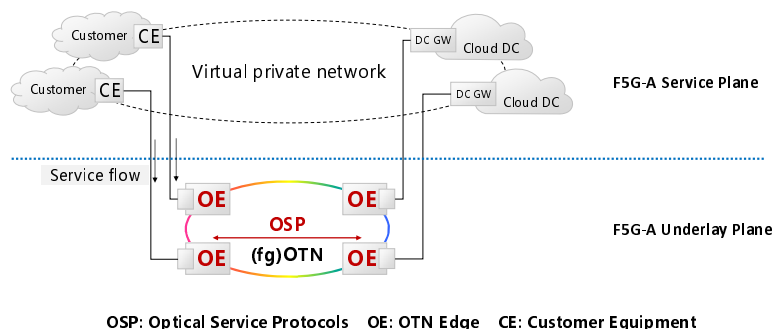 Customer CE
DC GW Cloud DC
Customer CE
Virtual private network
DC GW Cloud DC
F5G-A Service Plane
Service flow
OE OE
OSP
(fg)OTN
OE OE
F5G-A Underlay Plane
OSP: Optical Service Protocols OE: OTN Edge CE: Customer Equipment